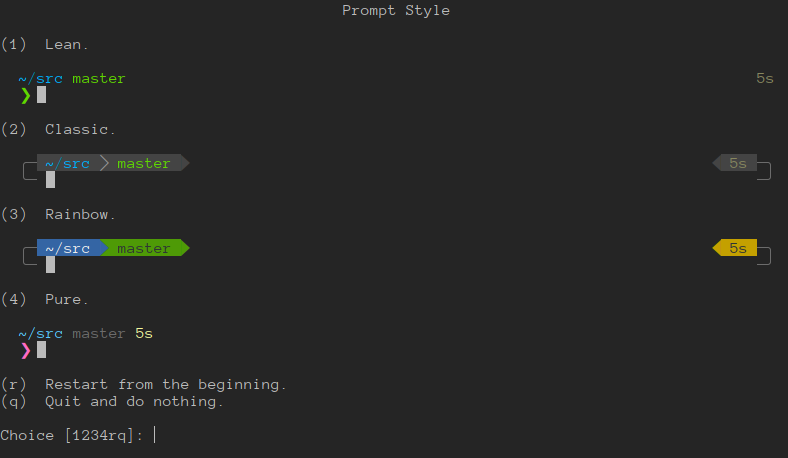 Prompt Style
(1)  Lean.
~/src master 5s
❯
(2)  Classic.
~/src master 5s
(3)  Rainbow.
~/src master 5s
(4)  Pure.
~/src master 5s
❯
(r)  Restart from the beginning.
(q)  Quit and do nothing.
Choice [1234rq]: